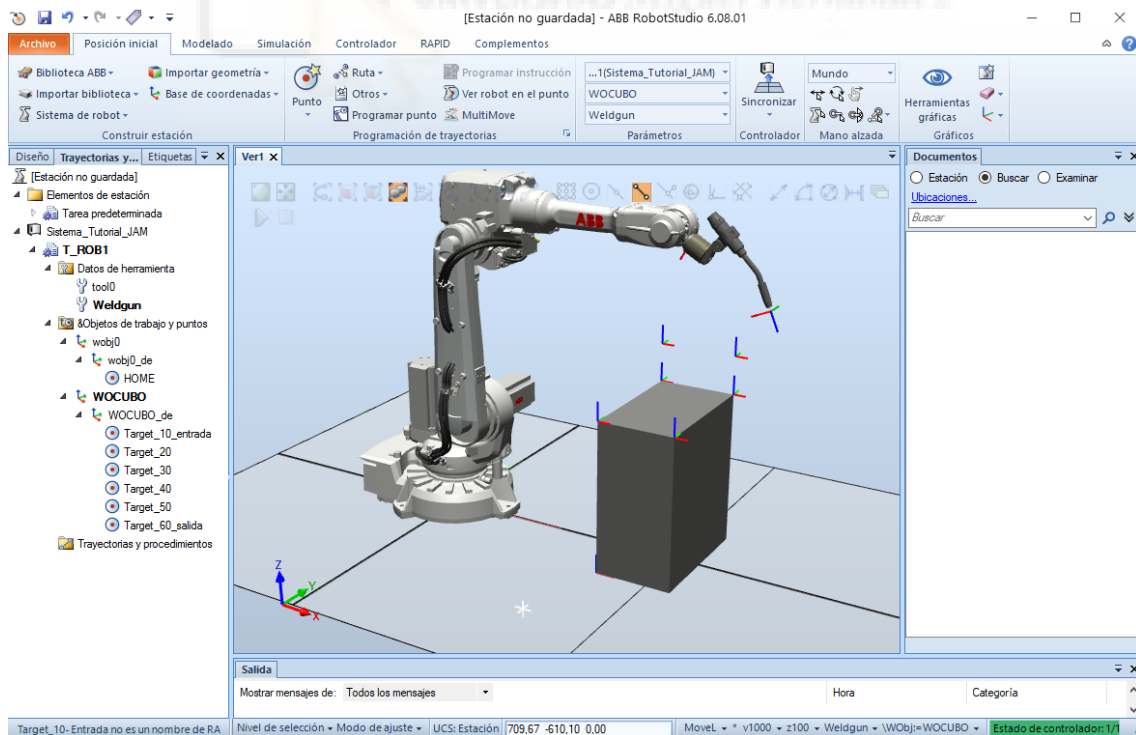 [Estación no guardada] - ABB RobotStudio 6.08.01
Archivo Posición inicial Modelado Simulación Controlador RAPID Complementos
Biblioteca ABB Importar geometría Ruta Programar instrucción ...1(Sistema_Tutorial_JAM) Mundo
Importar biblioteca Base de coordenadas Punto Otros Ver robot en el punto WOCUBO Sincronizar Herramientas gráficas
Sistema de robot Programar punto MultiMove Weldgun
Construir estación Programación de trayectorias Parámetros Controlador Mano alzada Gráficos
Diseño Trayectorias y... Etiquetas Ver1 Documentos
[Estación no guardada] Estación Buscar Examinar
Elementos de estación Ubicaciones...
Tarea predeterminada Buscar
Sistema_Tutorial_JAM
T_ROB1
Datos de herramienta
tool0
Weldgun
&Objetos de trabajo y puntos
wobj0
wobj0_de
HOME
WOCUBO
WOCUBO_de
Target_10_entrada
Target_20
Target_30
Target_40
Target_50
Target_60_salida
Trayectorias y procedimientos
ABB
Z
Y
X
Salida
Mostrar mensajes de: Todos los mensajes Hora Categoría
Target_10- Entrada no es un nombre de RA Nivel de selección Modo de ajuste UCS: Estación 709,67 -610,10 0,00 MoveL * v1000 z100 Weldgun \WObj:=WOCUBO Estado de controlador: 1/1